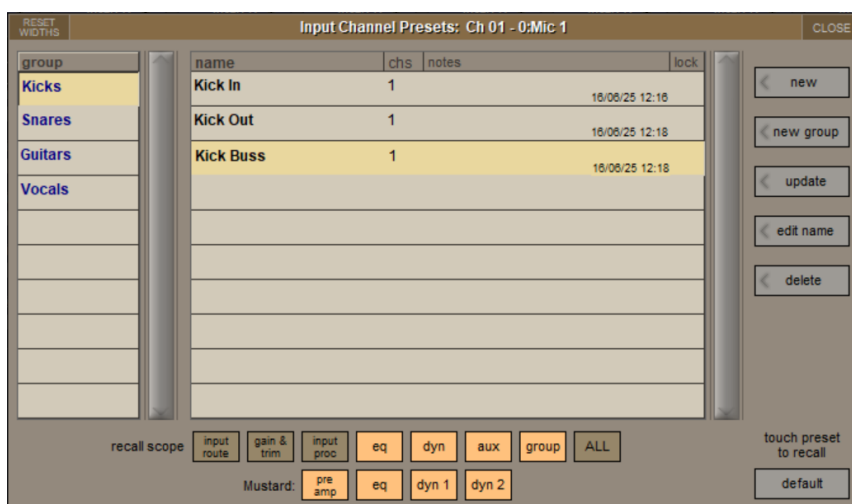 RESET
WIDTHS
Input Channel Presets: Ch 01 - 0:Mic 1
CLOSE
group
name chs notes lock
Kicks
Snares
Guitars
Vocals
Kick In 1
16/06/25 12:16
Kick Out 1
16/06/25 12:18
Kick Buss 1
16/06/25 12:18
new
new group
update
edit name
delete
recall scope
input
route
gain &
trim
input
proc
eq
dyn
aux
group
ALL
touch preset
to recall
Mustard:
pre
amp
eq
dyn 1
dyn 2
default